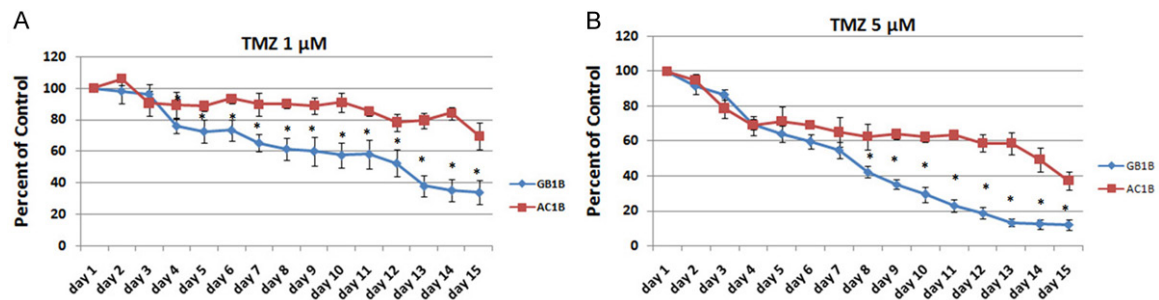 A
TMZ 1 µM
Percent of Control
120
100
80
60
40
20
0
* * * * * * * * * * * *
day 1 day 2 day 3 day 4 day 5 day 6 day 7 day 8 day 9 day 10 day 11 day 12 day 13 day 14 day 15
GB1B
AC1B
B
TMZ 5 µM
Percent of Control
120
100
80
60
40
20
0
* * * * * * * *
day 1 day 2 day 3 day 4 day 5 day 6 day 7 day 8 day 9 day 10 day 11 day 12 day 13 day 14 day 15
GB1B
AC1B